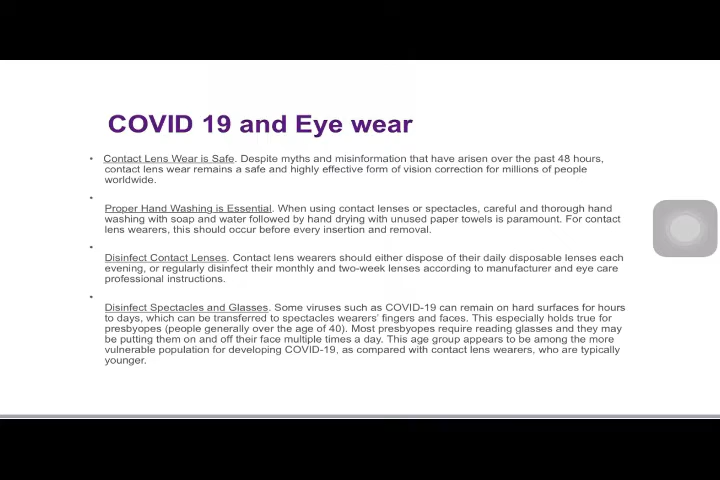 COVID 19 and Eye wear
• Contact Lens Wear is Safe. Despite myths and misinformation that have arisen over the past 48 hours,
contact lens wear remains a safe and highly effective form of vision correction for millions of people
worldwide.
•
Proper Hand Washing is Essential. When using contact lenses or spectacles, careful and thorough hand
washing with soap and water followed by hand drying with unused paper towels is paramount. For contact
lens wearers, this should occur before every insertion and removal.
•
Disinfect Contact Lenses. Contact lens wearers should either dispose of their daily disposable lenses each
evening, or regularly disinfect their monthly and two-week lenses according to manufacturer and eye care
professional instructions.
•
Disinfect Spectacles and Glasses. Some viruses such as COVID-19 can remain on hard surfaces for hours
to days, which can be transferred to spectacles wearers' fingers and faces. This especially holds true for
presbyopes (people generally over the age of 40). Most presbyopes require reading glasses and they may
be putting them on and off their face multiple times a day. This age group appears to be among the more
vulnerable population for developing COVID-19, as compared with contact lens wearers, who are typically
younger.